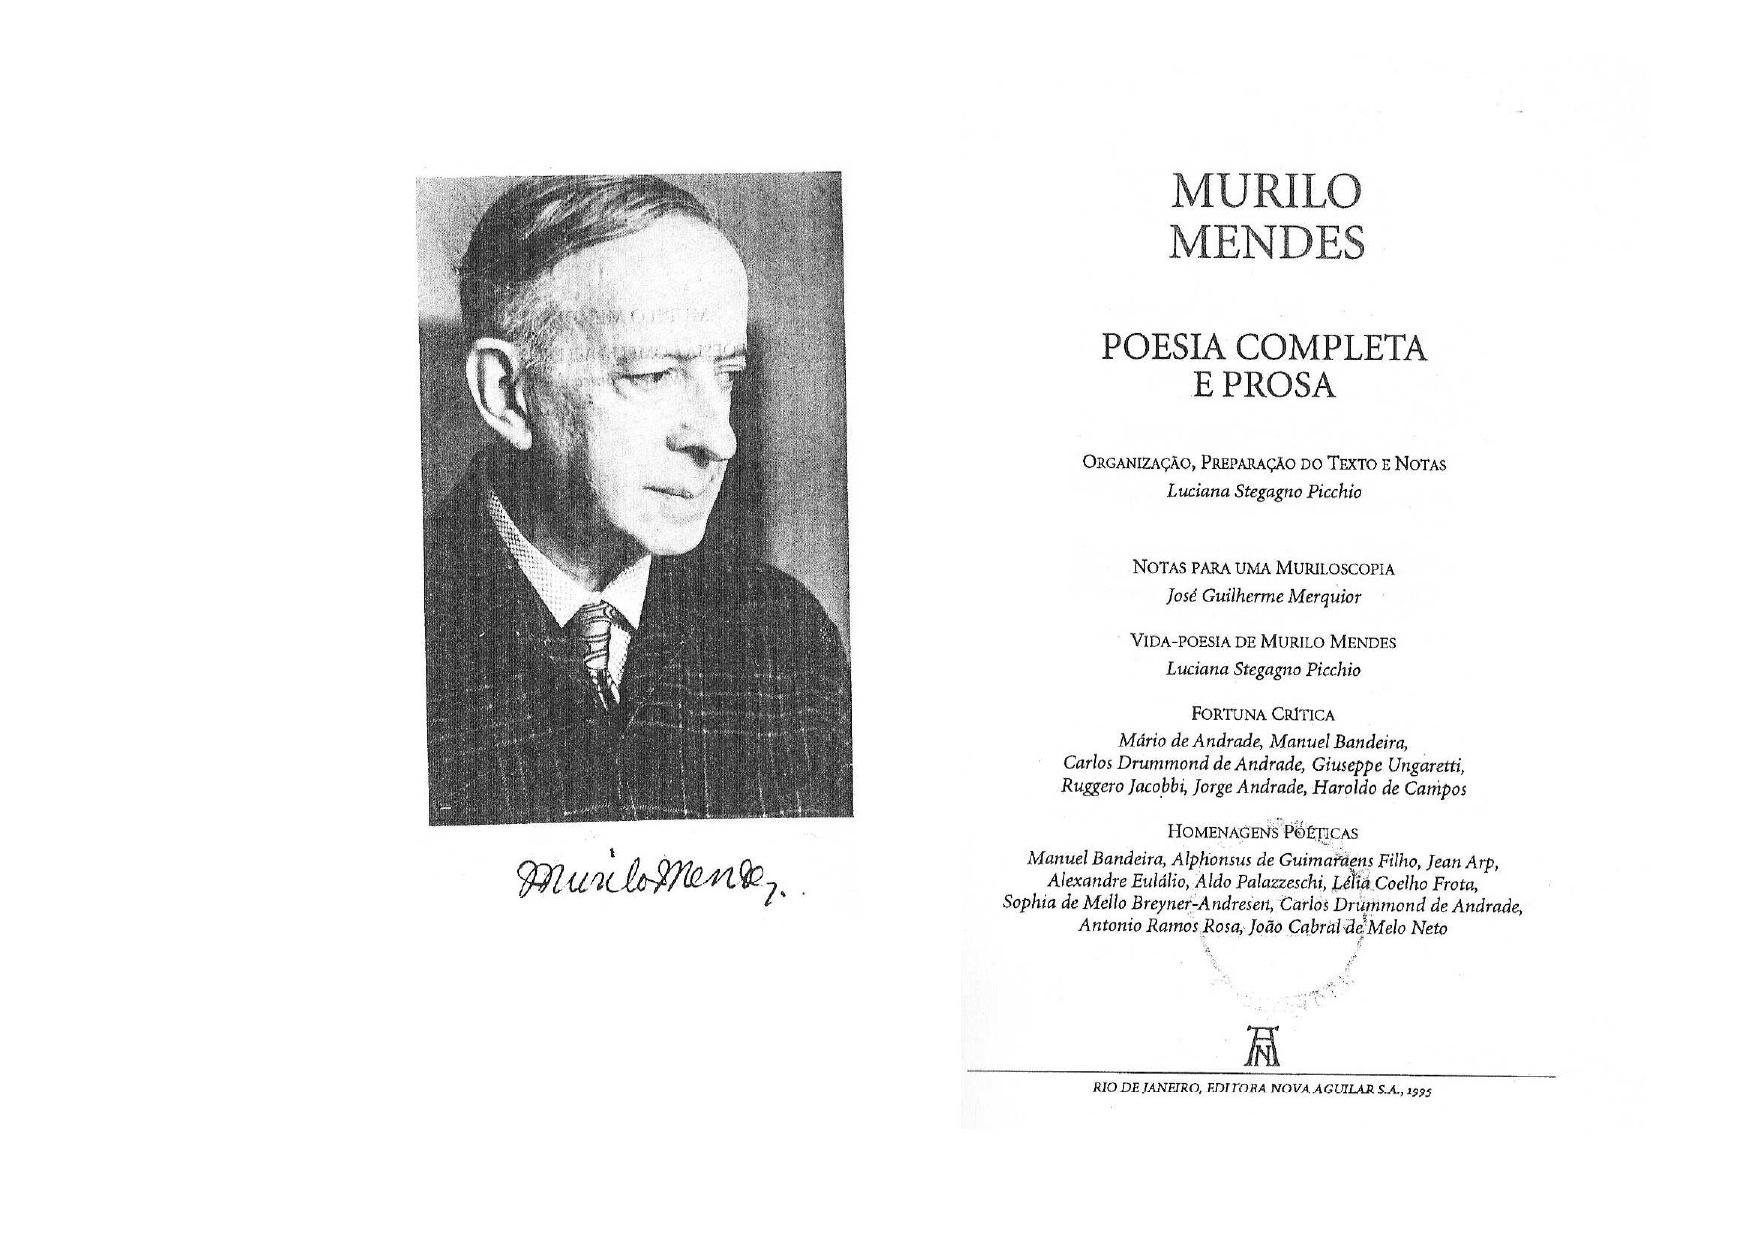 Murilo Mendes.
MURILO
MENDES
POESIA COMPLETA
E PROSA
ORGANIZAÇÃO, PREPARAÇÃO DO TEXTO E NOTAS
Luciana Stegagno Picchio
NOTAS PARA UMA MURILOSCOPIA
José Guilherme Merquior
VIDA-POESIA DE MURILO MENDES
Luciana Stegagno Picchio
FORTUNA CRÍTICA
Mário de Andrade, Manuel Bandeira,
Carlos Drummond de Andrade, Giuseppe Ungaretti,
Ruggero Jacobbi, Jorge Andrade, Haroldo de Campos
HOMENAGENS POÉTICAS
Manuel Bandeira, Alphonsus de Guimaraens Filho, Jean Arp,
Alexandre Eulálio, Aldo Palazzeschi, Lélia Coelho Frota,
Sophia de Mello Breyner-Andresen, Carlos Drummond de Andrade,
Antonio Ramos Rosa, João Cabral de Melo Neto
RIO DE JANEIRO, EDITORA NOVA AGUILAR S.A., 1995